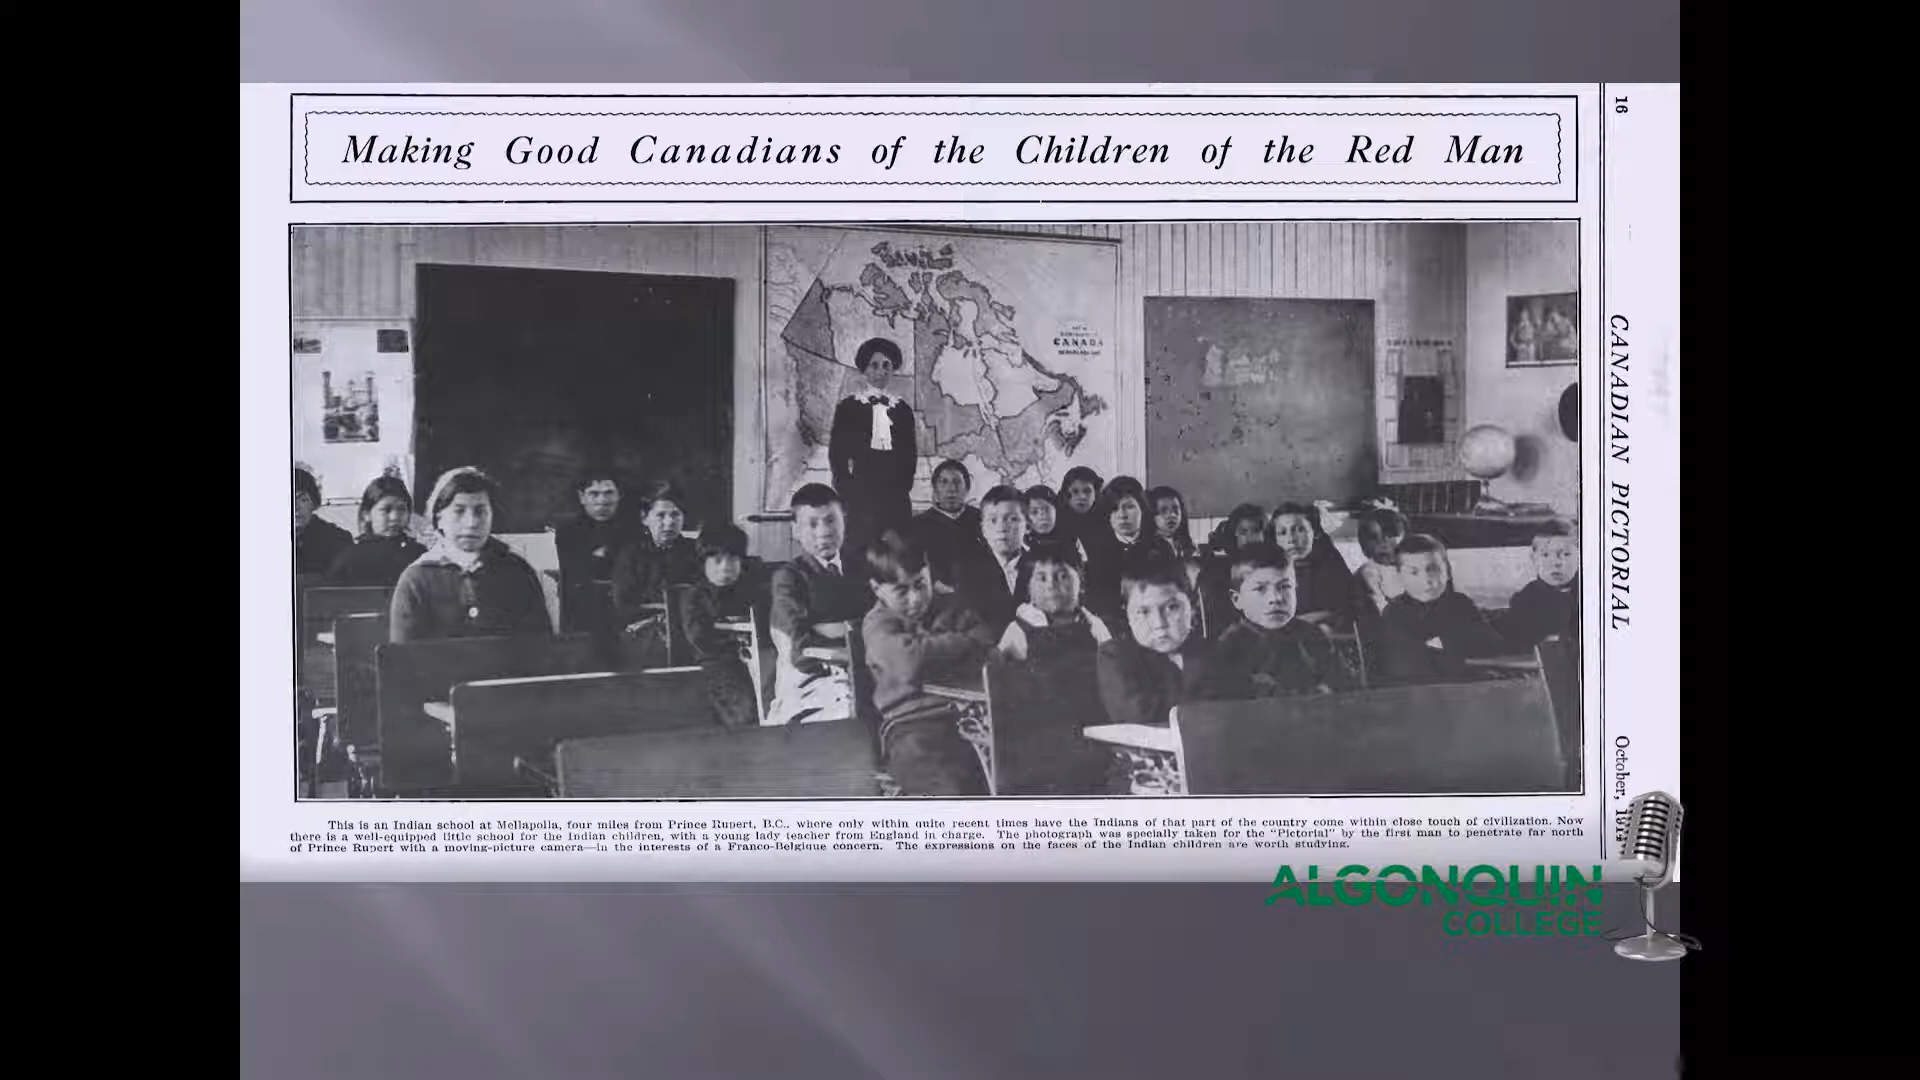 Making Good Canadians of the Children of the Red Man
16
CANADIAN PICTORIAL
October,
CANADA
This is an Indian school at Mellapolla, four miles from Prince Rupert, B.C., where only within quite recent times have the Indians of that part of the country come within close touch of civilization. Now
there is a well-equipped little school for the Indian children, with a young lady teacher from England in charge. The photograph was specially taken for the "Pictorial" by the first man to penetrate far north
of Prince Rupert with a moving-picture camera—in the interests of a Franco-Belgique concern. The expressions on the faces of the Indian children are worth studying.
ALGONQUIN
COLLEGE